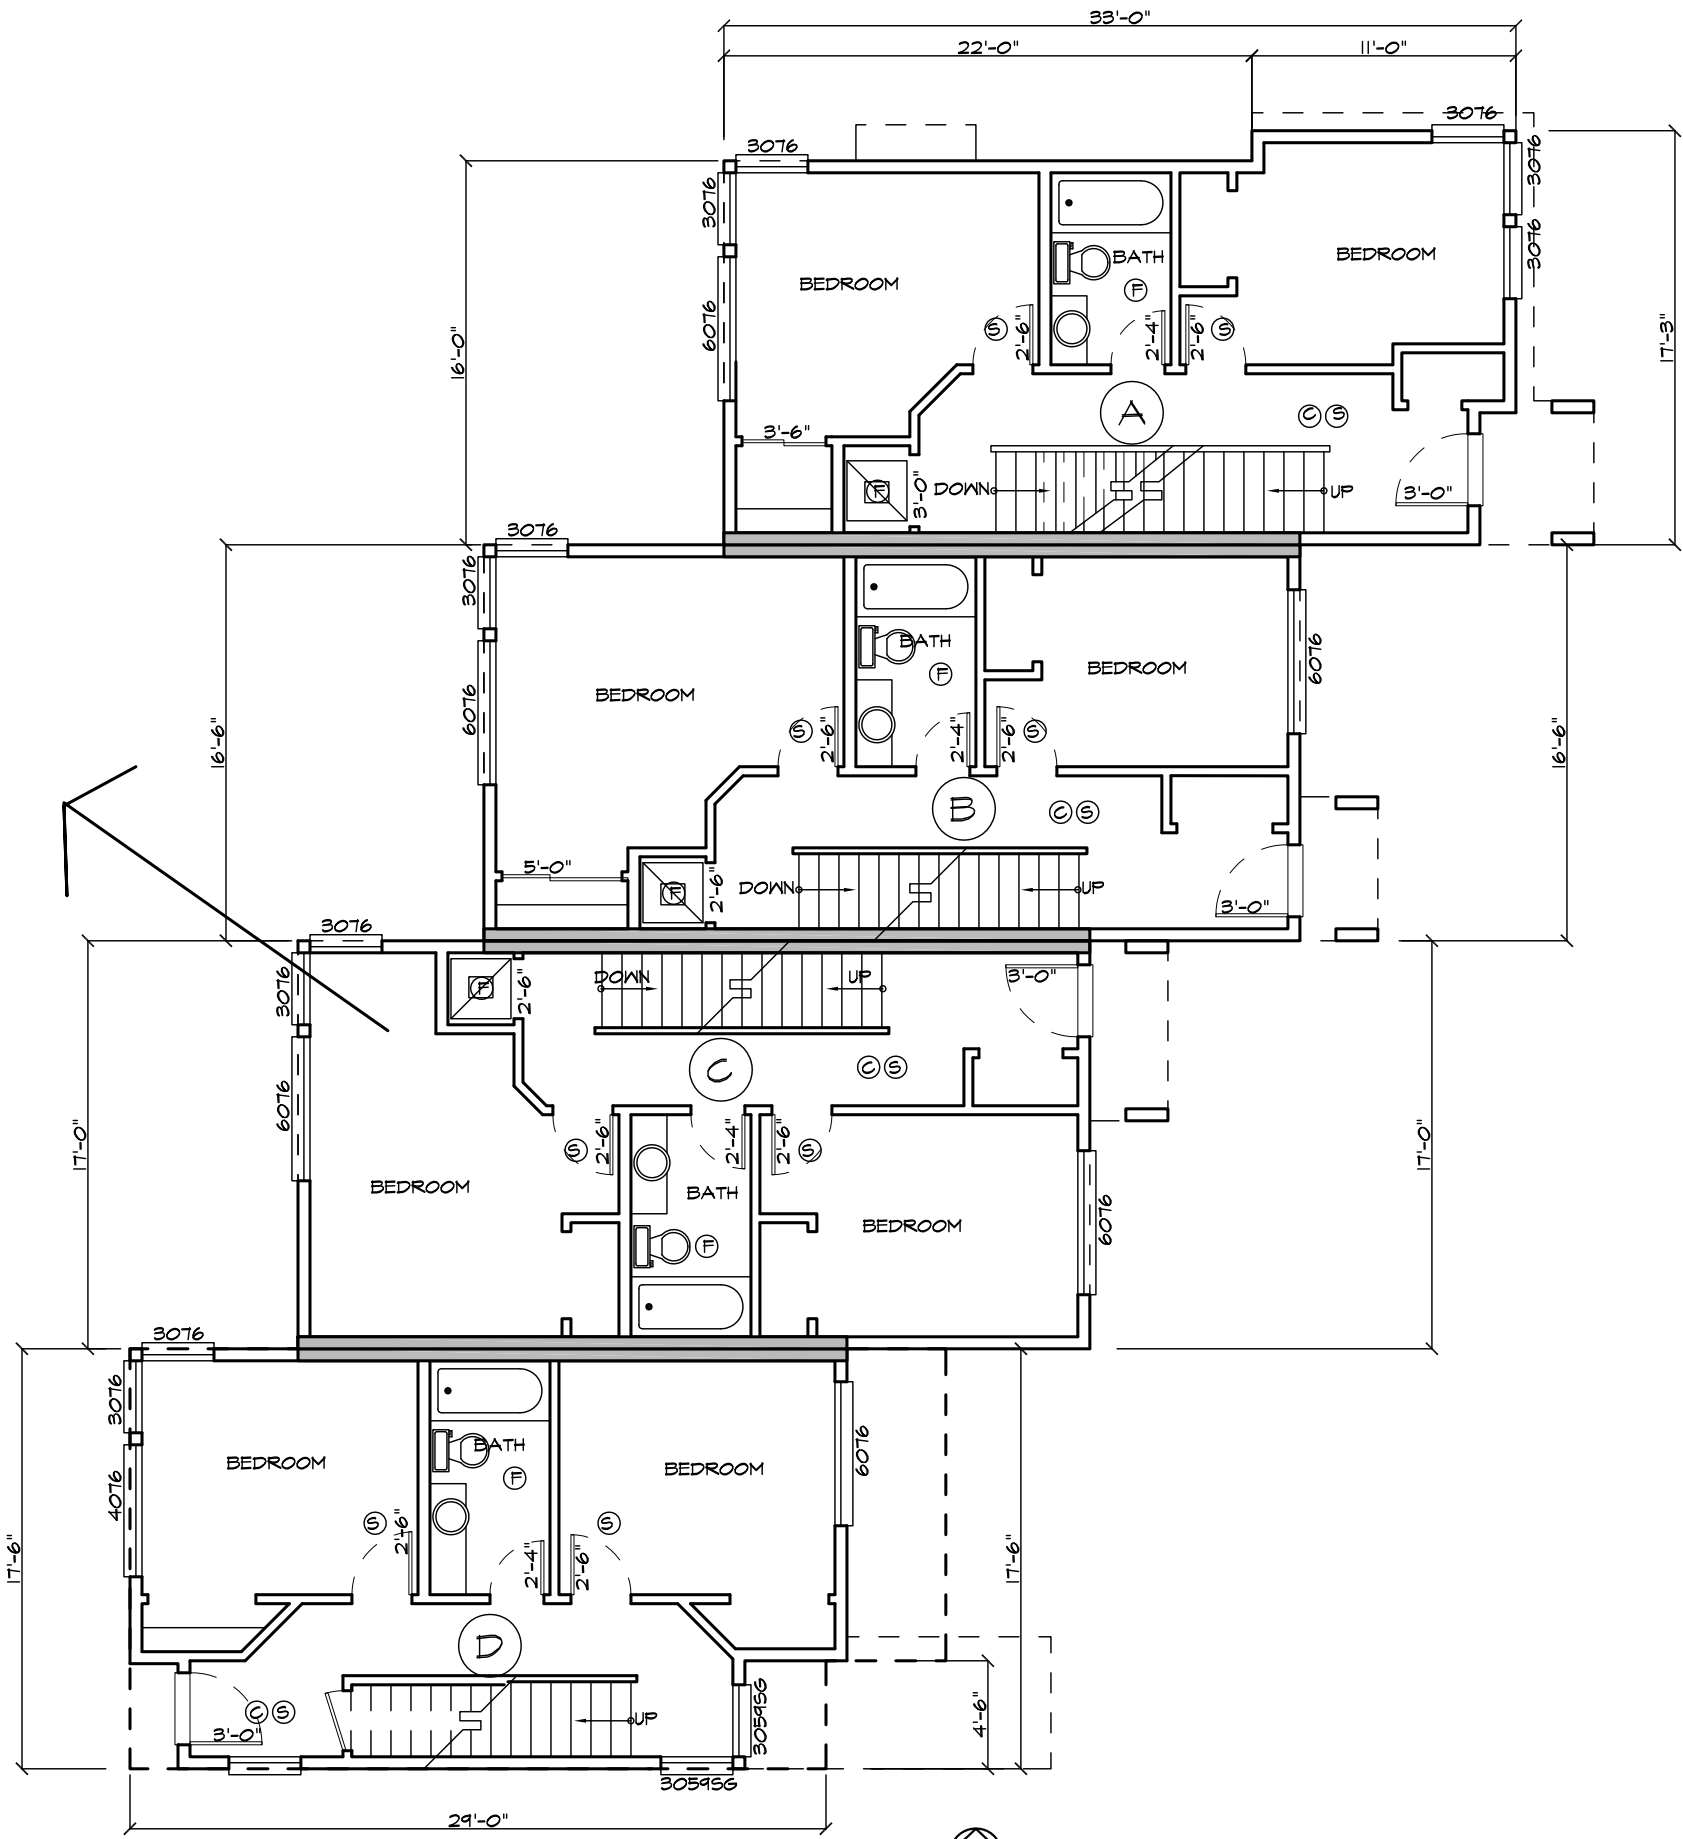 33'-0"
22'-0" 11'-0"
3076
3076
3076
3076
3076
6076
BEDROOM
BATH
F
BEDROOM
16'-0"
17'-3"
S 2'-6" 2'-4" 2'-6" S
A
C S
3'-6"
F
3'-0"
DOWN
UP
3'-0"
3076
3076
6076
BEDROOM
BATH
F
BEDROOM
6076
16'-6"
16'-6"
S 2'-6" 2'-4" 2'-6" S
B
C S
5'-0"
F
2'-6"
DOWN
UP
3'-0"
3076
3076
F
2'-6"
DOWN
UP
3'-0"
6076
C
C S
17'-0"
17'-0"
S 2'-6" 2'-4" 2'-6" S
BEDROOM
BATH
F
BEDROOM
6076
3076
3076
4076
BEDROOM
BATH
F
BEDROOM
6076
17'-6"
17'-6"
S 2'-6" 2'-4" 2'-6" S
D
C S
3'-0"
UP
3059SG
4'-6"
3059SG
29'-0"